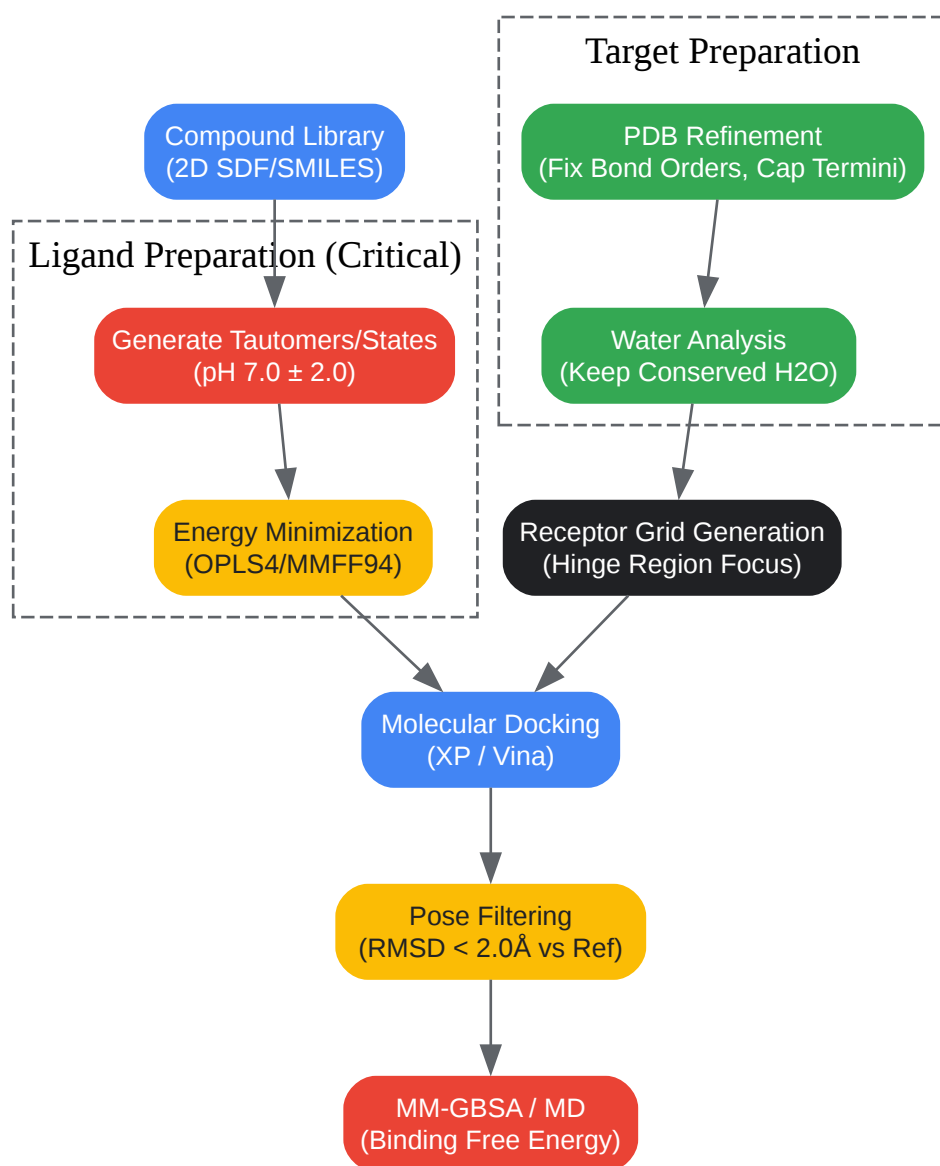 Target Preparation
Compound Library
(2D SDF/SMILES)
PDB Refinement
(Fix Bond Orders, Cap Termini)
Ligand Preparation (Critical)
Generate Tautomers/States
(pH 7.0 ± 2.0)
Water Analysis
(Keep Conserved H2O)
Energy Minimization
(OPLS4/MMFF94)
Receptor Grid Generation
(Hinge Region Focus)
Molecular Docking
(XP / Vina)
Pose Filtering
(RMSD < 2.0Å vs Ref)
MM-GBSA / MD
(Binding Free Energy)